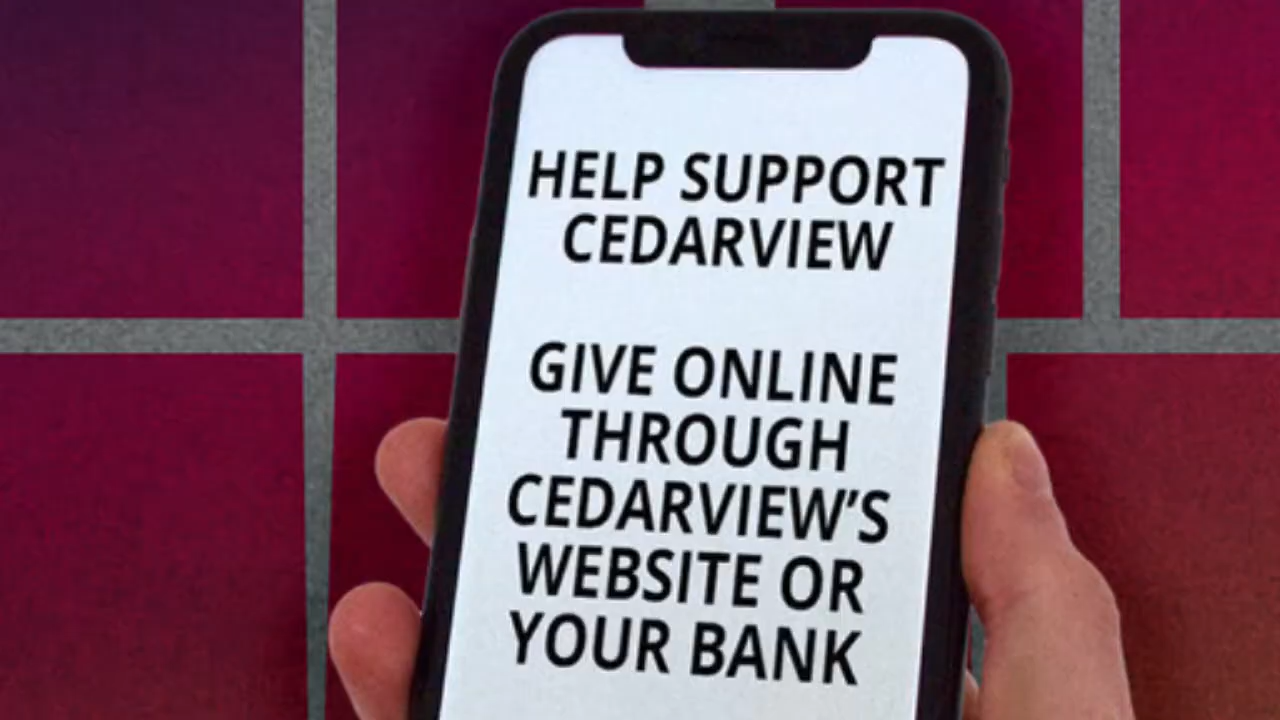 HELP SUPPORT
CEDARVIEW
GIVE ONLINE
THROUGH
CEDARVIEW'S
WEBSITE OR
YOUR BANK